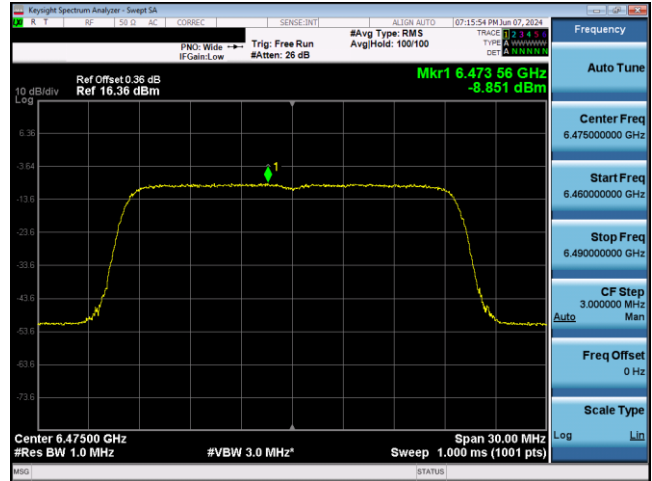 Keysight Spectrum Analyzer - Swept SA
LXI R T RF 50 Ω AC CORREC SENSE:INT ALIGN AUTO 07:15:54 PM Jun 07, 2024
#Avg Type: RMS TRACE 1 2 3 4 5 6
PNO: Wide Trig: Free Run Avg|Hold: 100/100 TYPE A WWWWW
IFGain:Low #Atten: 26 dB DET A N N N N N
Mkr1 6.473 56 GHz
Ref Offset 0.36 dB
10 dB/div Ref 16.36 dBm -8.851 dBm
Log
6.36
-3.64
1
-13.6
-23.6
-33.6
-43.6
-53.6
-63.6
-73.6
Center 6.47500 GHz Span 30.00 MHz
#Res BW 1.0 MHz #VBW 3.0 MHz* Sweep 1.000 ms (1001 pts)
MSG STATUS
Frequency
Auto Tune
Center Freq
6.475000000 GHz
Start Freq
6.460000000 GHz
Stop Freq
6.490000000 GHz
CF Step
3.000000 MHz
Auto Man
Freq Offset
0 Hz
Scale Type
Log Lin